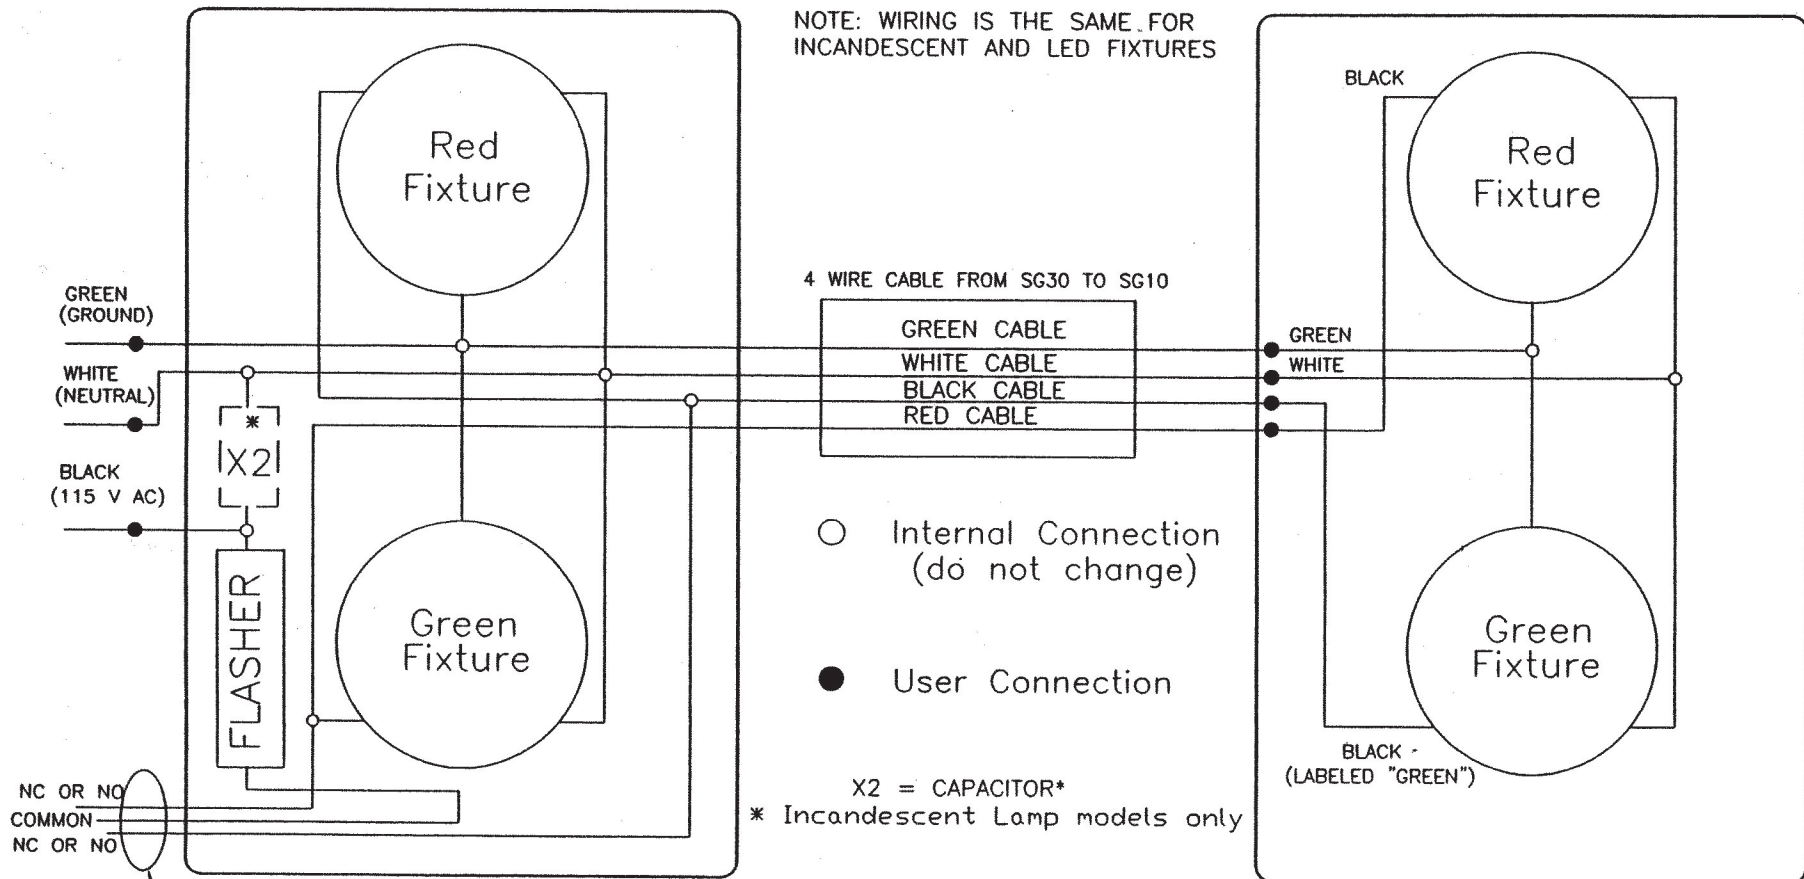 NOTE: WIRING IS THE SAME FOR
INCANDESCENT AND LED FIXTURES
Red
Fixture
GREEN
(GROUND)
WHITE
(NEUTRAL)
*
X2
BLACK
(115 V AC)
FLASHER
Green
Fixture
NC OR NO
COMMON
NC OR NO
4 WIRE CABLE FROM SG30 TO SG10
GREEN CABLE
WHITE CABLE
BLACK CABLE
RED CABLE
Internal Connection
(do not change)
User Connection
X2 = CAPACITOR*
* Incandescent Lamp models only
BLACK
Red
Fixture
GREEN
WHITE
Green
Fixture
BLACK
(LABELED "GREEN")